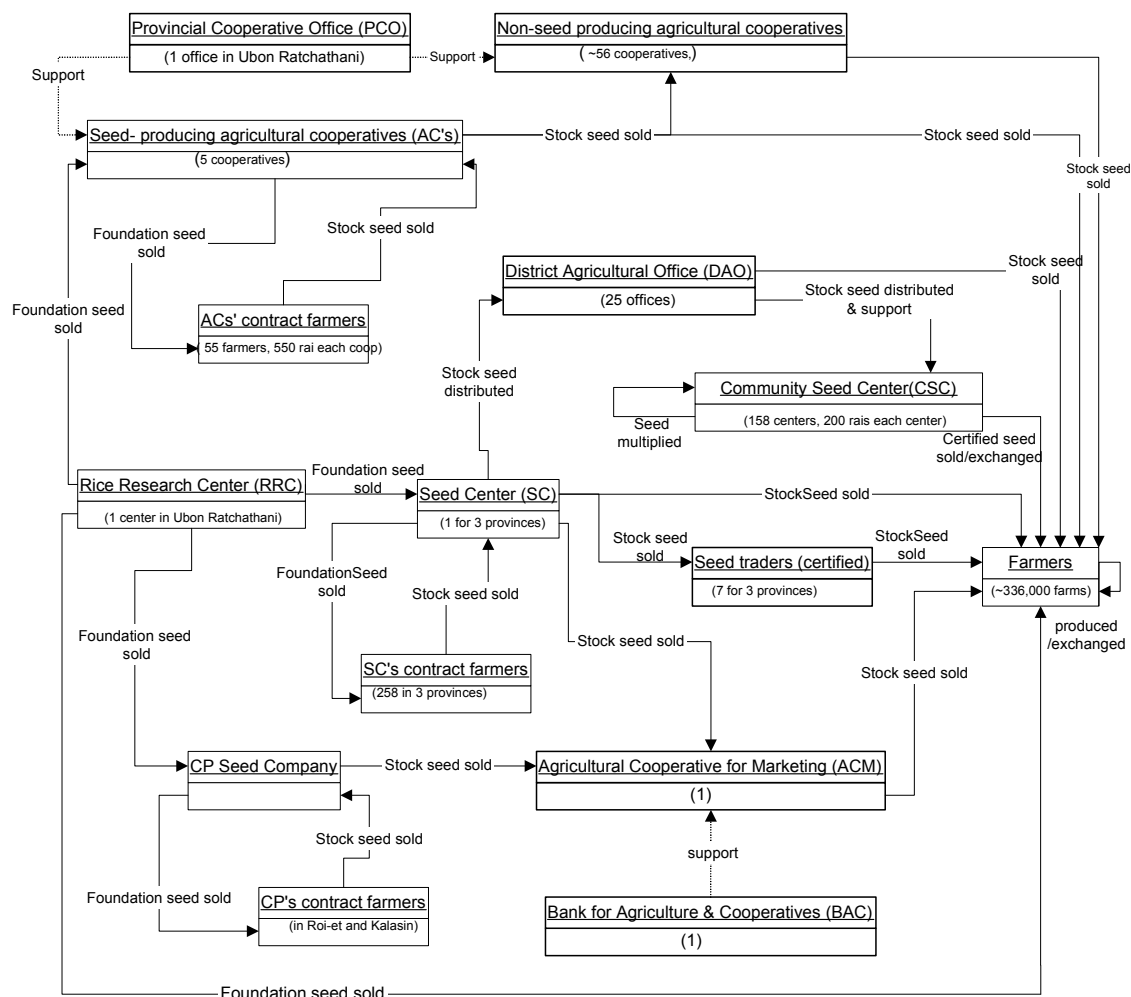 Provincial Cooperative Office (PCO)
(1 office in Ubon Ratchathani)
Non-seed producing agricultural cooperatives
( ~56 cooperatives,)
Support
Support
Seed- producing agricultural cooperatives (AC's)
(5 cooperatives)
Stock seed sold
Stock seed sold
Stock seed
sold
Foundation seed
sold
Stock seed sold
Foundation seed
sold
ACs' contract farmers
( 55 farmers, 550 rai each coop)
District Agricultural Office (DAO)
(25 offices)
Stock seed
sold
Stock seed distributed
& support
Stock seed
distributed
Community Seed Center(CSC)
(158 centers, 200 rais each center)
Seed
multiplied
Certified seed
sold/exchanged
Rice Research Center (RRC)
(1 center in Ubon Ratchathani)
Foundation seed
sold
Seed Center (SC)
(1 for 3 provinces)
StockSeed sold
Stock seed
sold
StockSeed
sold
Seed traders (certified)
(7 for 3 provinces)
Farmers
(~336,000 farms)
produced
/exchanged
FoundationSeed
sold
Stock seed sold
SC's contract farmers
(258 in 3 provinces)
Stock seed sold
Stock seed sold
Foundation seed
sold
CP Seed Company
Stock seed sold
Agricultural Cooperative for Marketing (ACM)
(1)
Stock seed sold
support
Foundation seed sold
CP's contract farmers
(in Roi-et and Kalasin)
Bank for Agriculture & Cooperatives (BAC)
(1)
Foundation seed sold